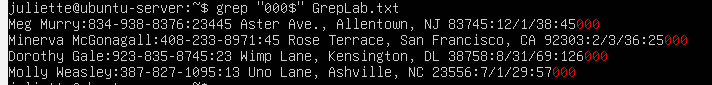 juliette@ubuntu-server:~$ grep "000$" GrepLab.txt
Meg Murry:834-938-8376:23445 Aster Ave., Allentown, NJ 83745:12/1/38:45000
Minerva McGonagall:408-233-8971:45 Rose Terrace, San Francisco, CA 92303:2/3/36:25000
Dorothy Gale:923-835-8745:23 Wimp Lane, Kensington, DL 38758:8/31/69:126000
Molly Weasley:387-827-1095:13 Uno Lane, Ashville, NC 23556:7/1/29:57000
juliette@ubuntu-server:~$